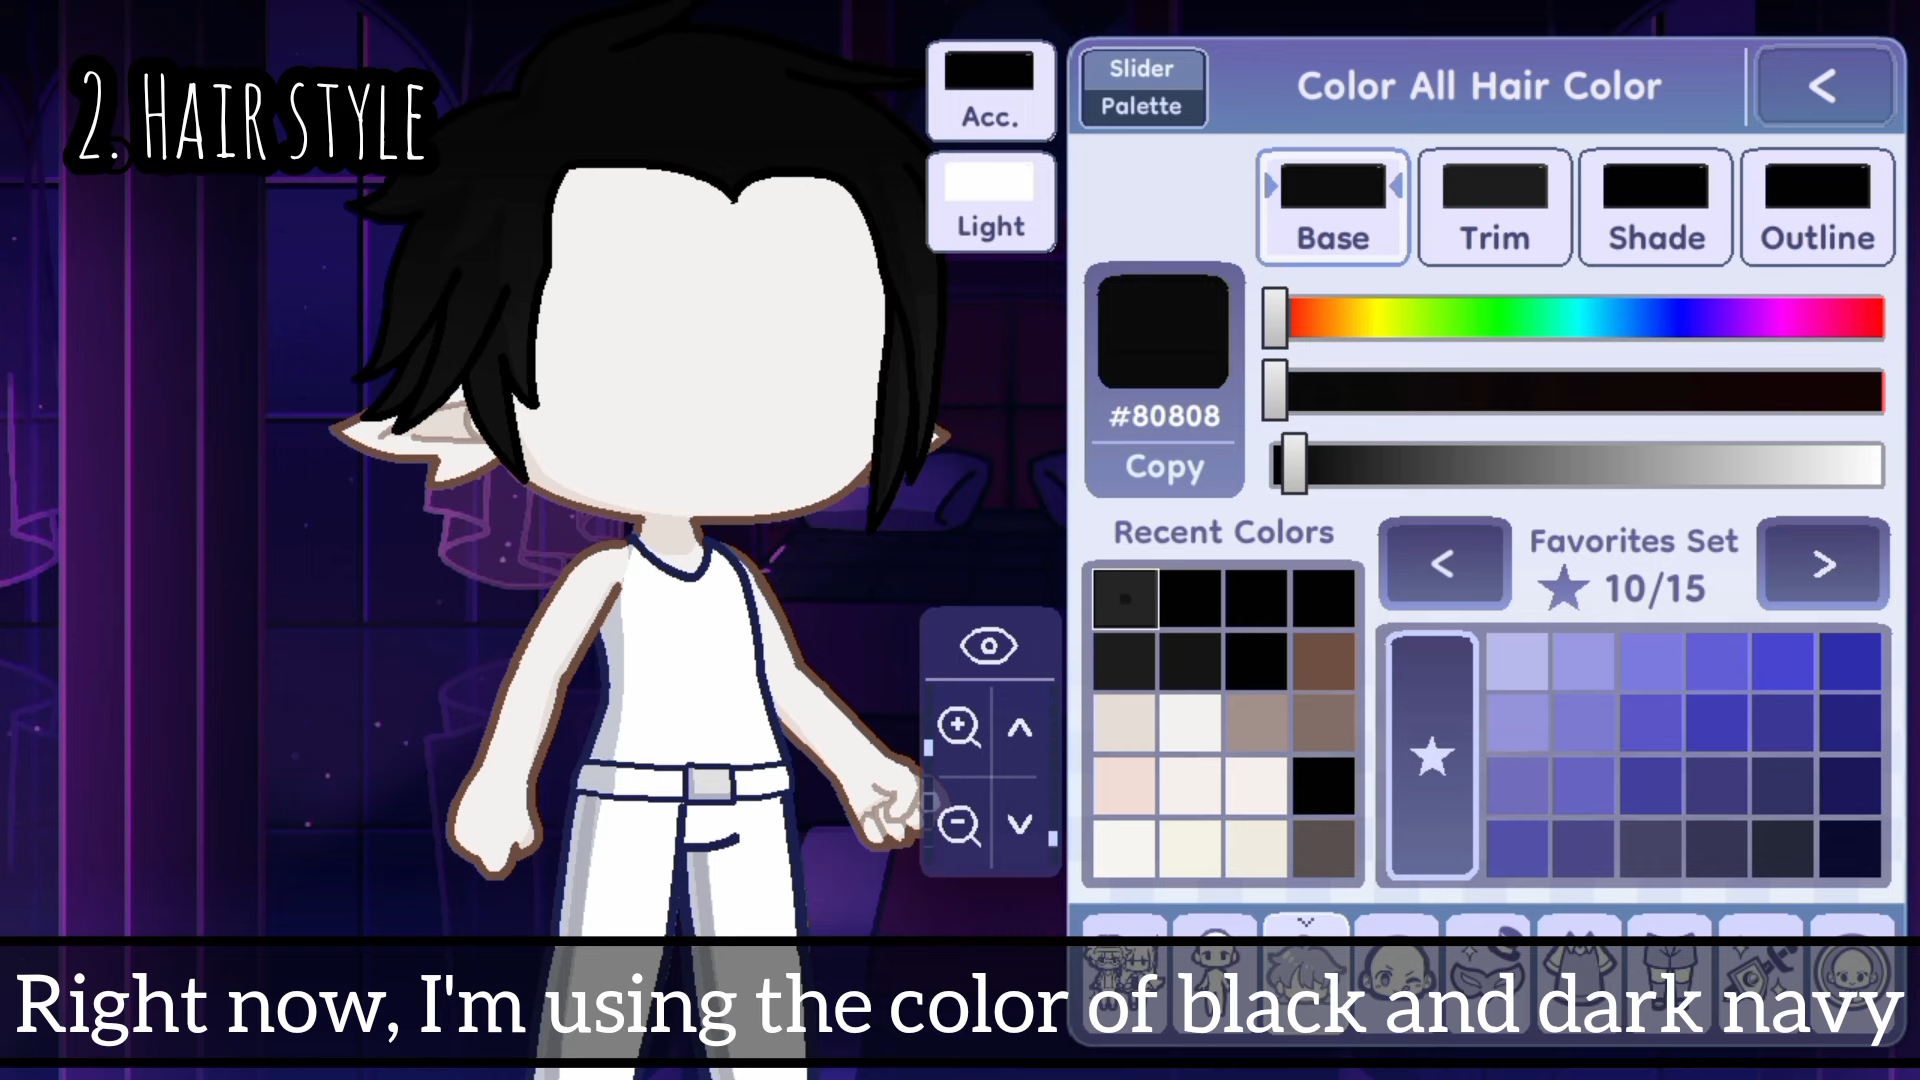 2. HAIR STYLE
Acc.
Light
Slider
Palette
Color All Hair Color
<
Base
Trim
Shade
Outline
#80808
Copy
Recent Colors
<
Favorites Set
10/15
>
Right now, I'm using the color of black and dark navy